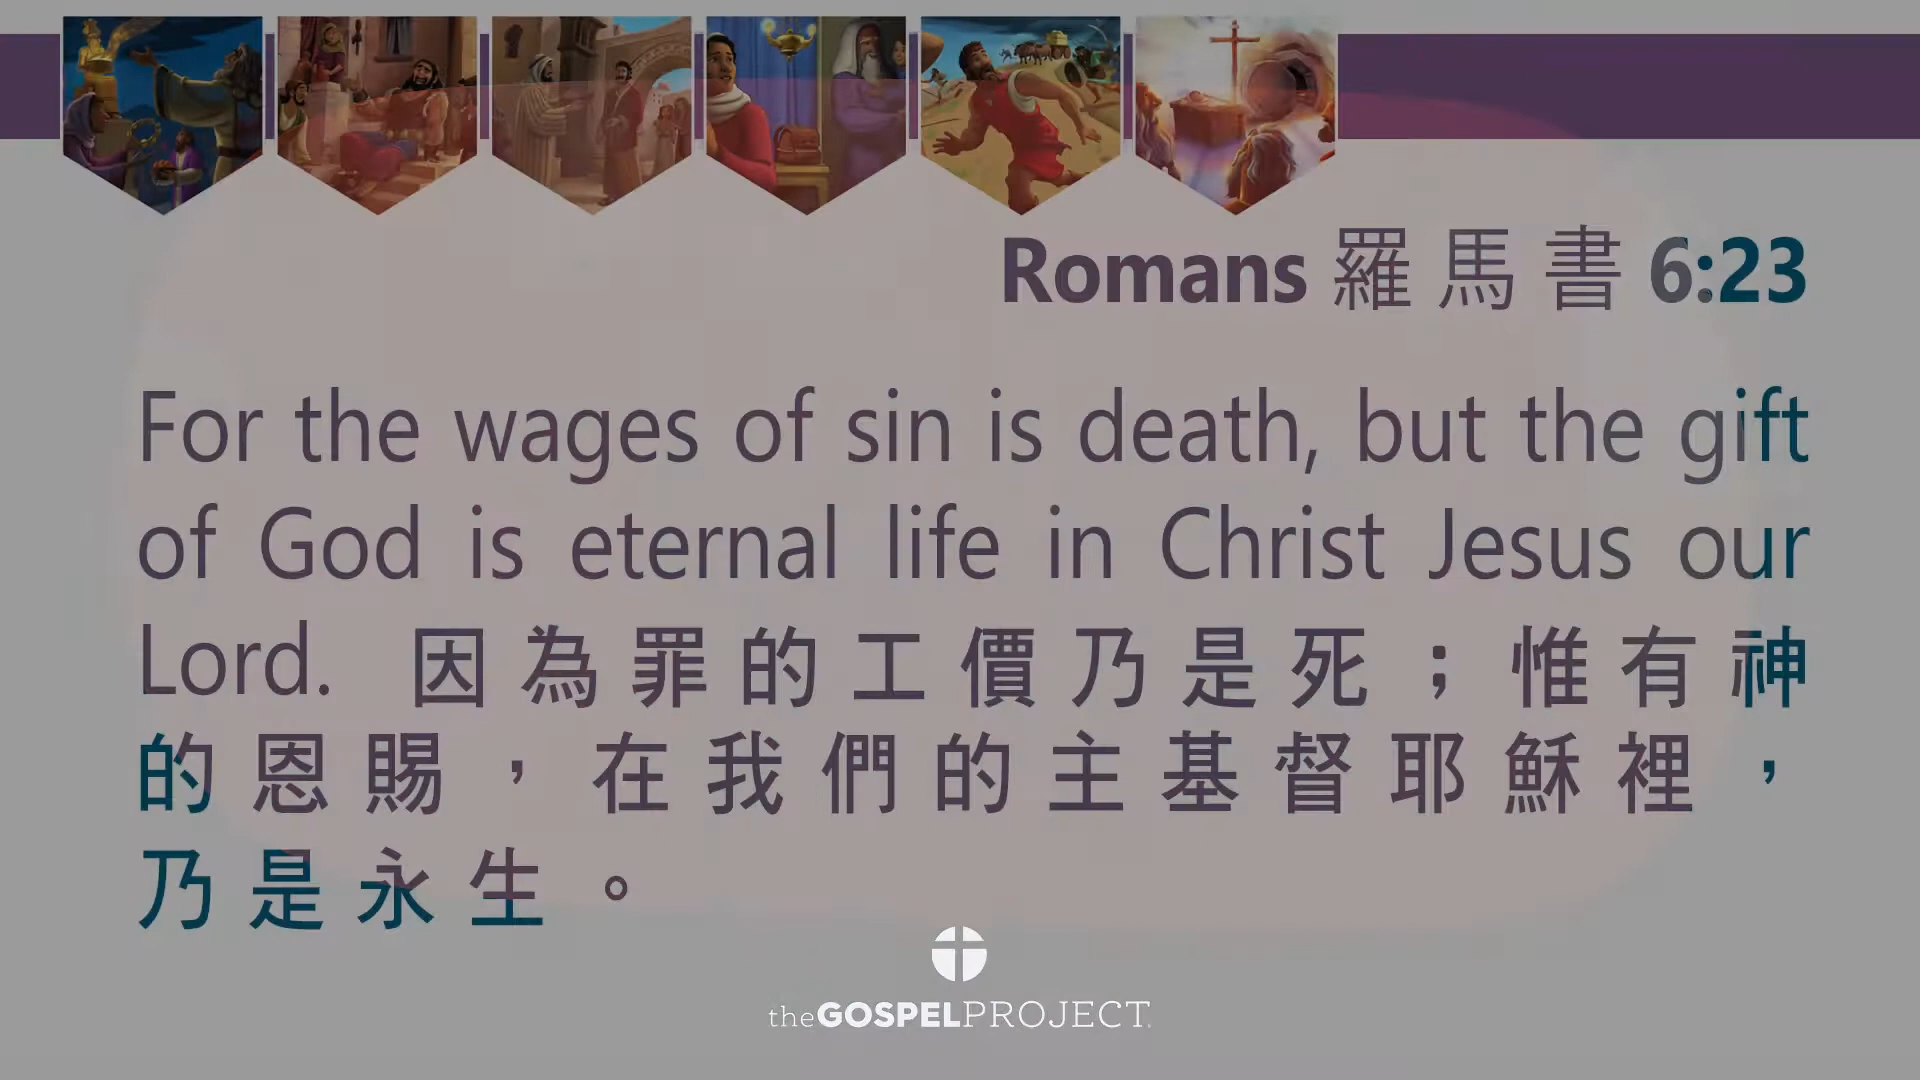 Romans 羅馬書 6:23
For the wages of sin is death, but the gift
of God is eternal life in Christ Jesus our
Lord. 因為罪的工價乃是死；惟有神
的恩賜，在我們的主基督耶穌裡，
乃是永生。
theGOSPELPROJECT.